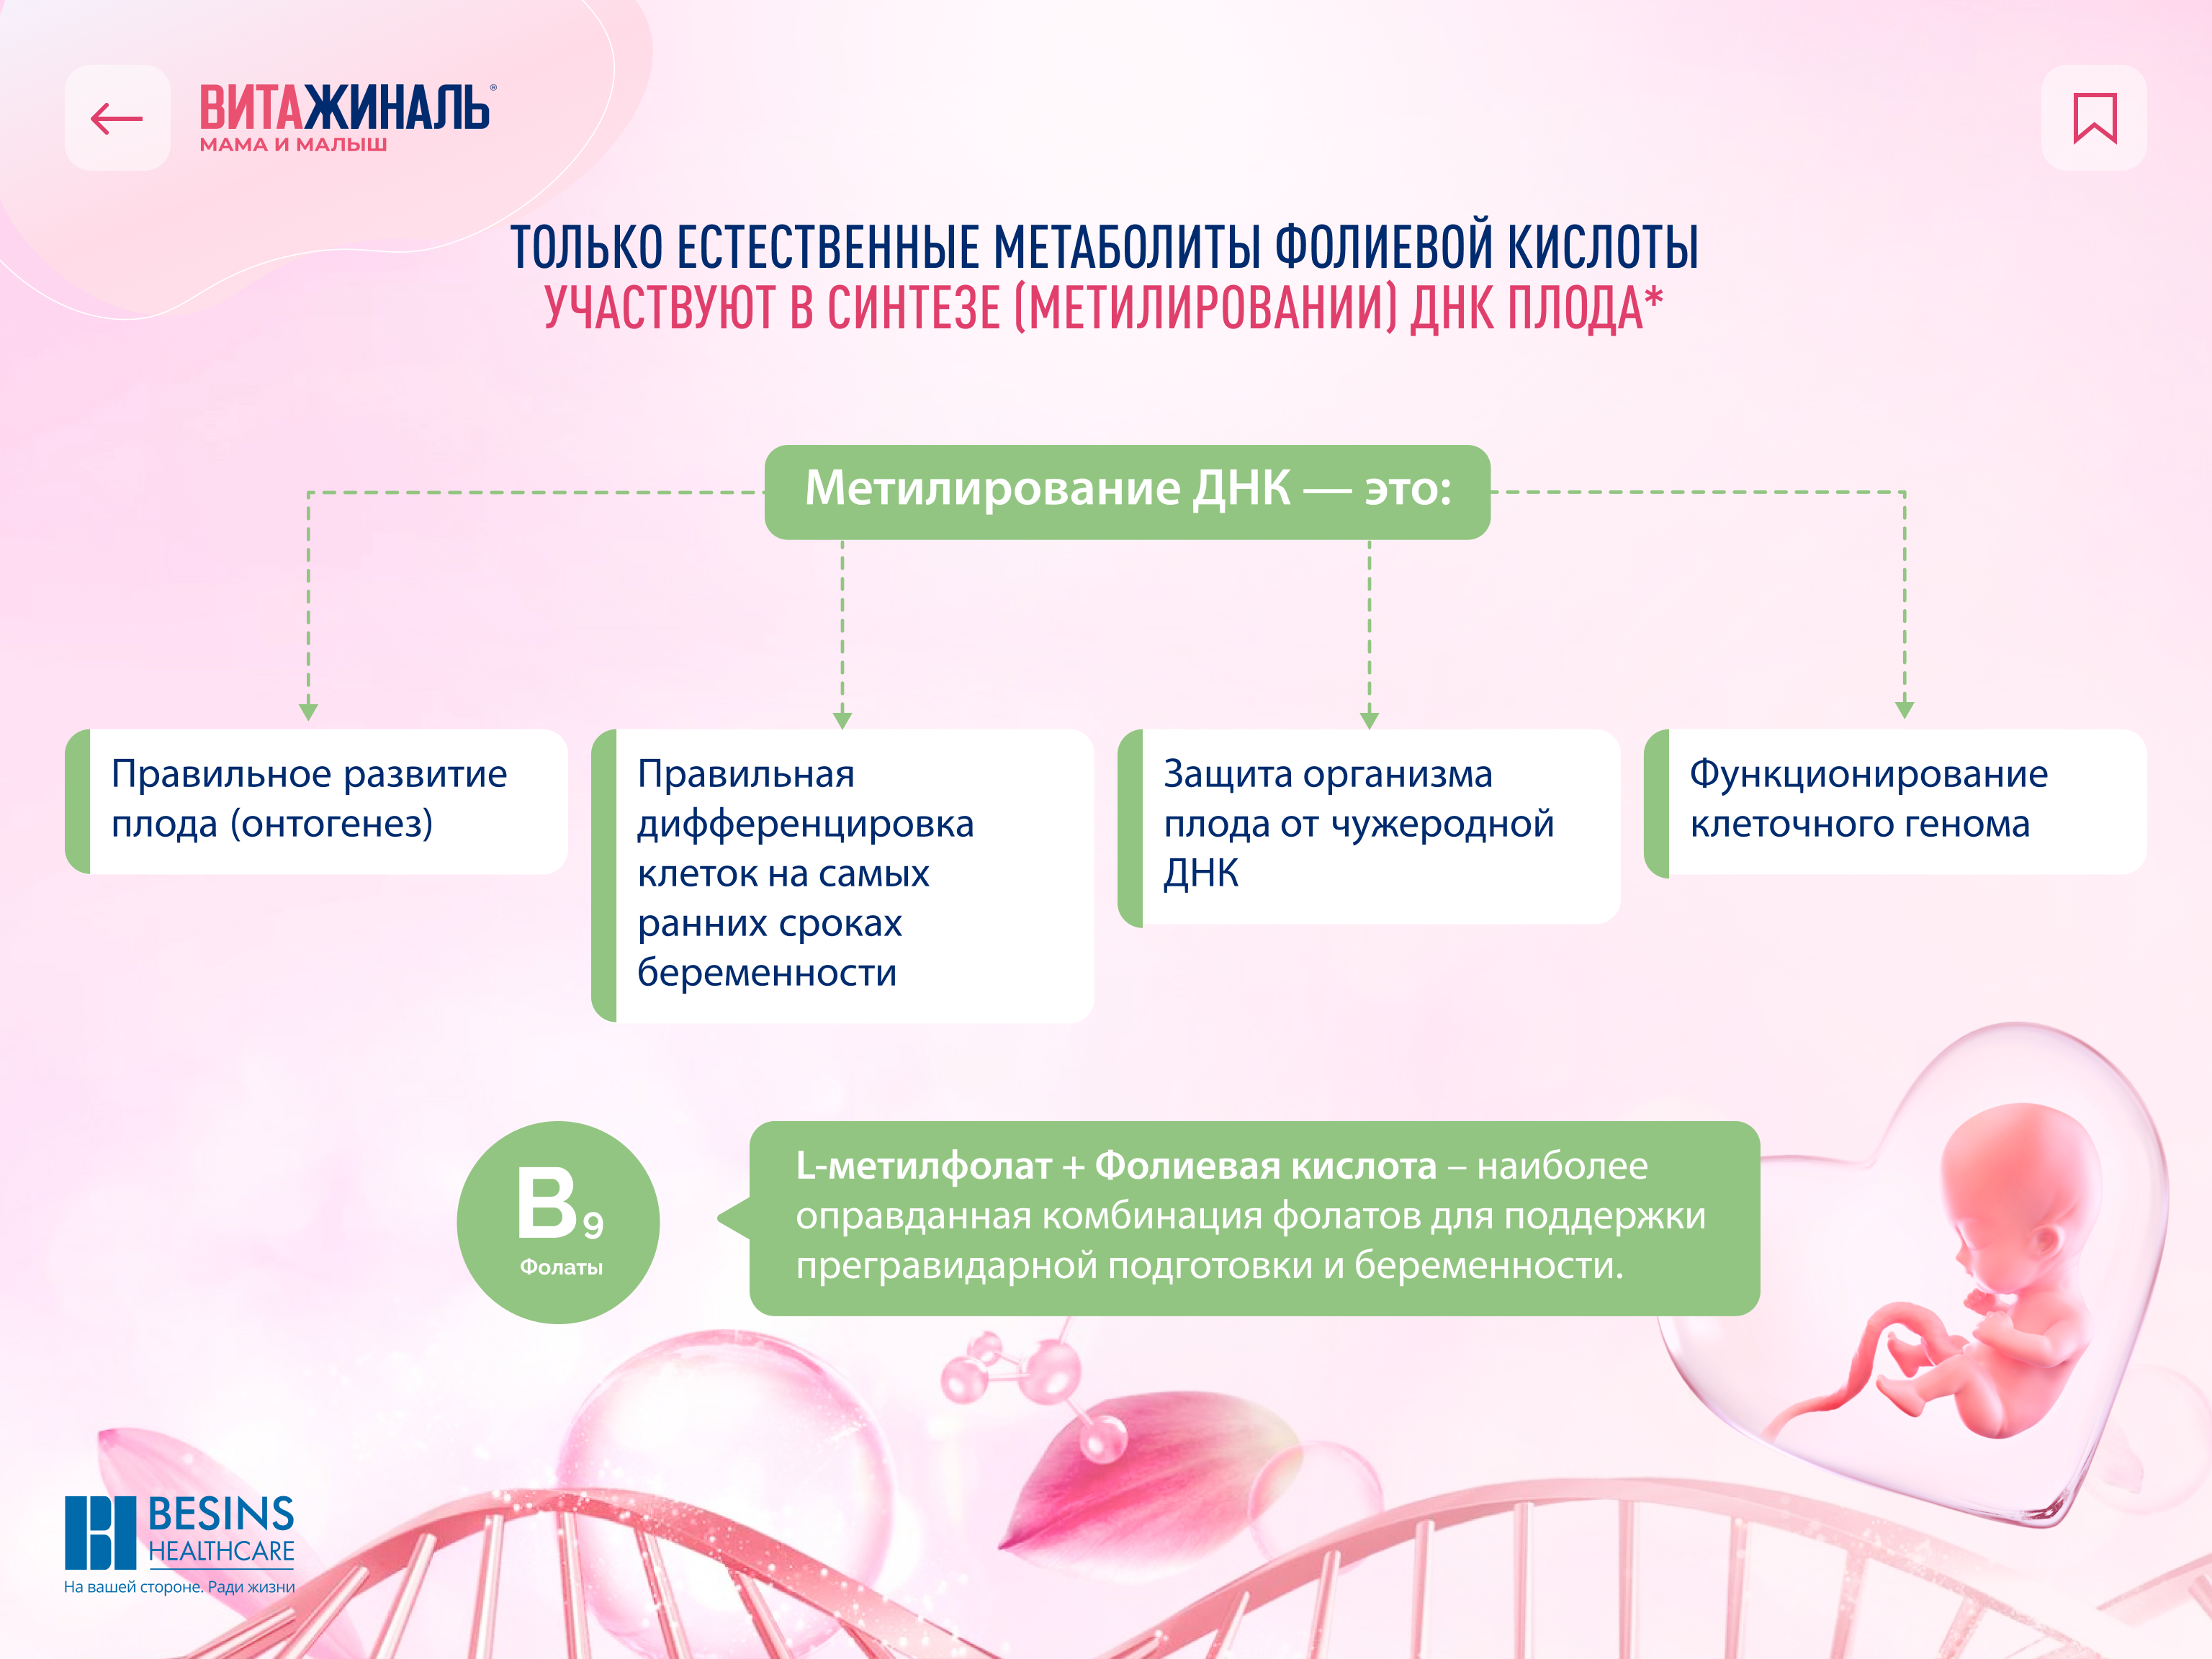 ВИТАЖИНАЛЬ®
МАМА И МАЛЫШ
ТОЛЬКО ЕСТЕСТВЕННЫЕ МЕТАБОЛИТЫ ФОЛИЕВОЙ КИСЛОТЫ
УЧАСТВУЮТ В СИНТЕЗЕ (МЕТИЛИРОВАНИИ) ДНК ПЛОДА*
Метилирование ДНК — это:
Правильное развитие
плода (онтогенез)
Правильная
дифференцировка
клеток на самых
ранних сроках
беременности
Защита организма
плода от чужеродной
ДНК
Функционирование
клеточного генома
B9
Фолаты
L-метилфолат + Фолиевая кислота – наиболее
оправданная комбинация фолатов для поддержки
прегравидарной подготовки и беременности.
BESINS
HEALTHCARE
На вашей стороне. Ради жизни